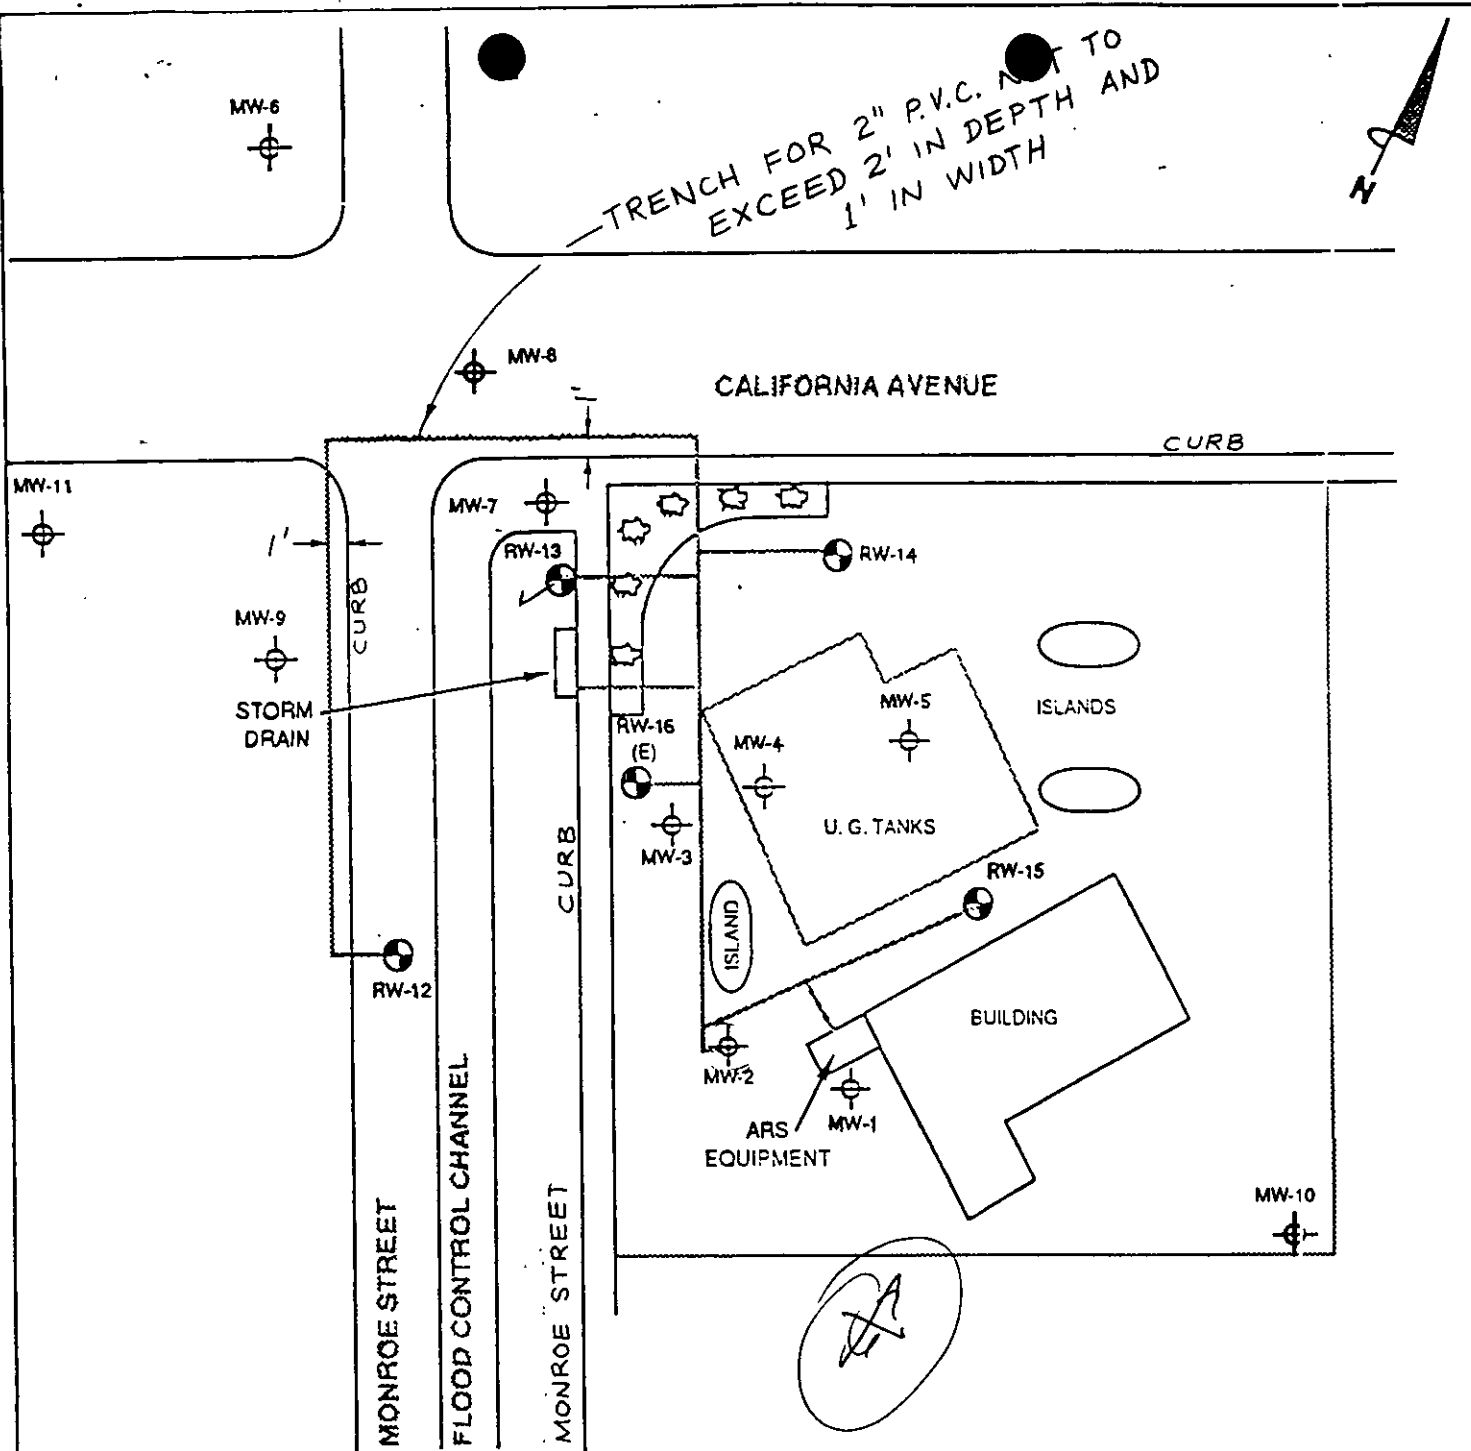 TRENCH FOR 2" P.V.C. N T TO
EXCEED 2' IN DEPTH AND
1' IN WIDTH
N
MW-6
MW-8
CALIFORNIA AVENUE
1'
CURB
MW-11
MW-7
RW-13
RW-14
1'
CURB
MW-9
STORM
DRAIN
RW-16
(E)
MW-5
ISLANDS
MW-4
U. G. TANKS
MW-3
CURB
ISLAND
RW-15
RW-12
BUILDING
MW-2
MW-1
ARS
EQUIPMENT
MW-10
MONROE STREET
FLOOD CONTROL CHANNEL
MONROE STREET